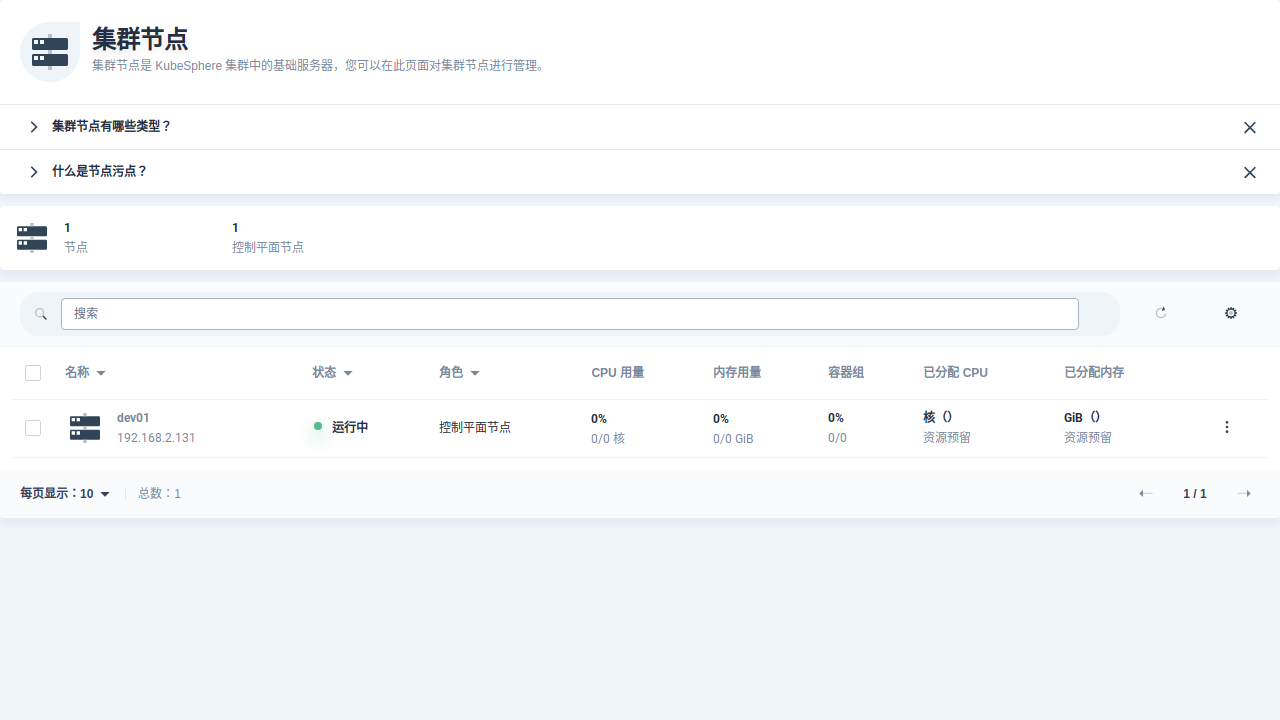 集群节点
集群节点是 KubeSphere 集群中的基础服务器，您可以在此页面对集群节点进行管理。
集群节点有哪些类型？
什么是节点污点？
1 1
节点 控制平面节点
搜索
名称 状态 角色 CPU 用量 内存用量 容器组 已分配 CPU 已分配内存
dev01 运行中 控制平面节点 0% 0% 0% 核（） GiB（）
192.168.2.131 0/0 核 0/0 GiB 0/0 资源预留 资源预留
每页显示：10 总数：1 1 / 1